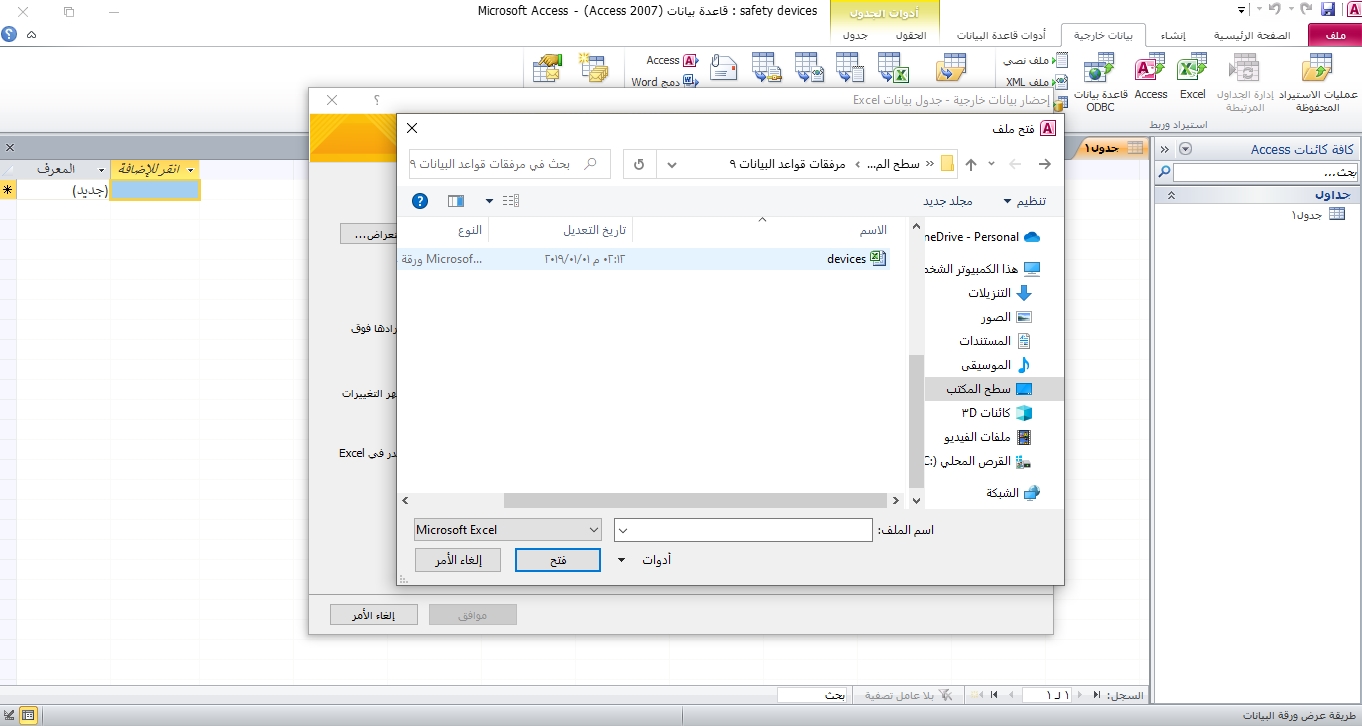 safety devices : قاعدة بيانات (Access 2007) - Microsoft Access
أدوات الجدول
ملف
الصفحة الرئيسية
إنشاء
بيانات خارجية
أدوات قاعدة البيانات
الحقول
جدول
عمليات الاستيراد المحفوظة
إدارة الجداول المرتبطة
Excel
Access
قاعدة بيانات ODBC
ملف نصي
ملف XML
استيراد وربط
Access
دمج Word
إحضار بيانات خارجية - جدول بيانات Excel
؟
كافة كائنات Access
بحث...
جداول
جدول١
جدول١
المعرف
انقر للإضافة
(جديد)
فتح ملف
سطح الم...
مرفقات قواعد البيانات ٩
بحث في مرفقات قواعد البيانات ٩
تنظيم
مجلد جديد
neDrive - Personal
هذا الكمبيوتر الشخص
التنزيلات
الصور
المستندات
الموسيقى
سطح المكتب
كائنات ٣D
ملفات الفيديو
القرص المحلي (:C
الشبكة
الاسم
تاريخ التعديل
النوع
devices
٠٢:١٢ م ٢٠١٩/٠١/٠١
ورقة Microsof...
اسم الملف:
Microsoft Excel
أدوات
فتح
إلغاء الأمر
تعراض...
رادها فوق
هر التغييرات
در في Excel
موافق
إلغاء الأمر
السجل:
١ لـ ١
بلا عامل تصفية
بحث
طريقة عرض ورقة البيانات